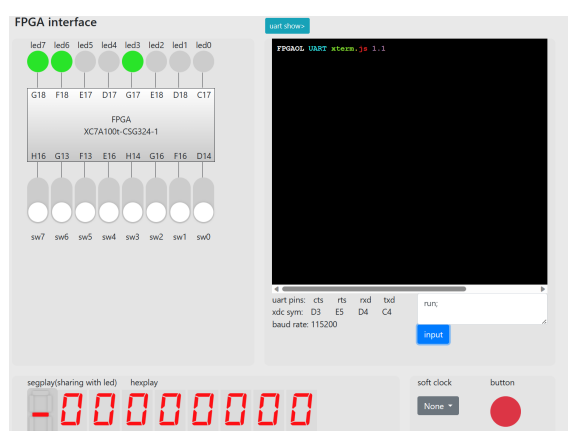 FPGA interface
uart show>
led7 led6 led5 led4 led3 led2 led1 led0
G18 F18 E17 D17 G17 E18 D18 C17
FPGA
XC7A100t-CSG324-1
H16 G13 F13 E16 H14 G16 F16 D14
sw7 sw6 sw5 sw4 sw3 sw2 sw1 sw0
FPGAOL UART xterm.js 1.1
uart pins: cts rts rxd txd
xdc sym: D3 E5 D4 C4
baud rate: 115200
run;
input
segplay(sharing with led) hexplay
00000000
soft clock button
None